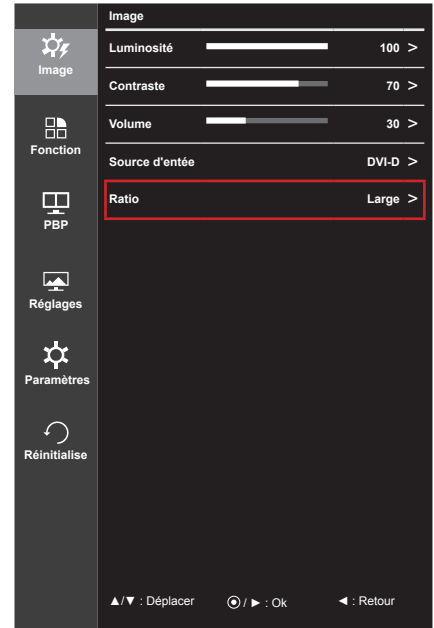 Image
Image
Luminosité 100 >
Contraste 70 >
Volume 30 >
Source d'entée DVI-D >
Ratio Large >
Fonction
PBP
Réglages
Paramètres
Réinitialise
▲/▼ : Déplacer ⦿ / ► : Ok ◄ : Retour